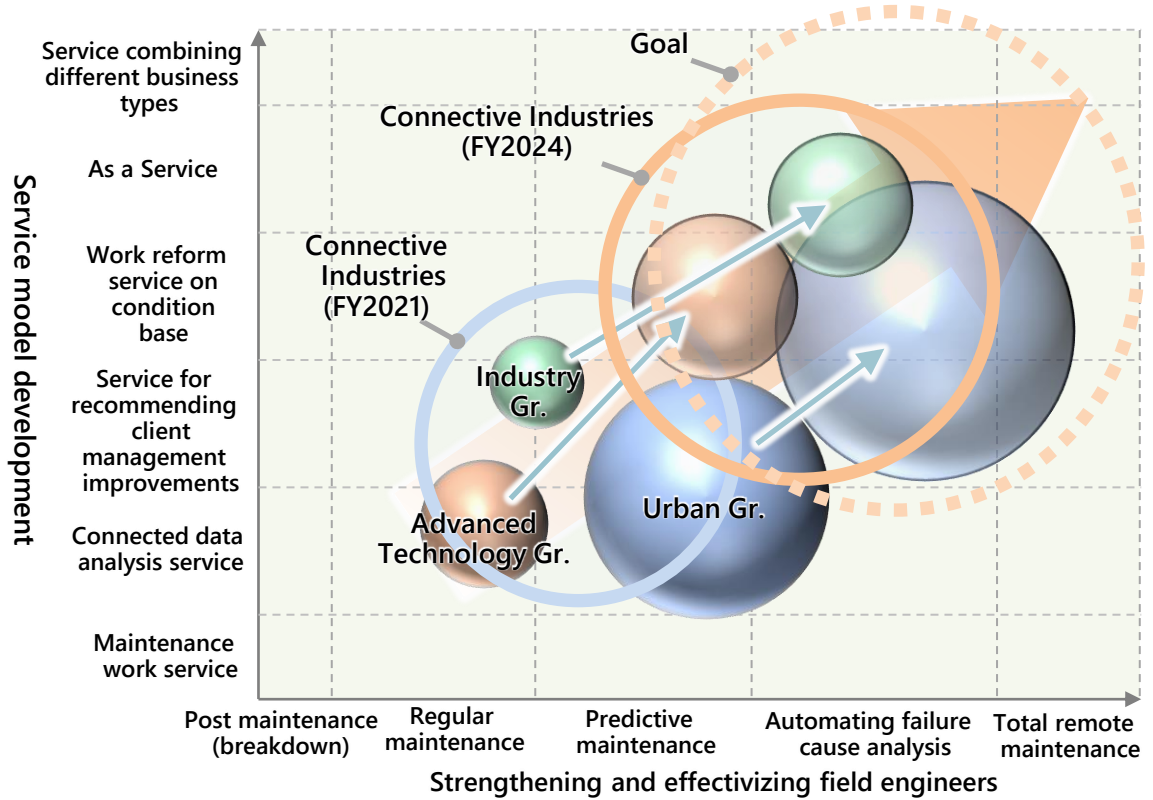 Service combining
different business
types
As a Service
Work reform
service on
condition
base
Service for
recommending
client
management
improvements
Connected data
analysis service
Maintenance
work service
Service model development
Goal
Connective Industries
(FY2024)
Connective
Industries
(FY2021)
Industry
Gr.
Urban Gr.
Advanced
Technology Gr.
Post maintenance
(breakdown)
Regular
maintenance
Predictive
maintenance
Automating failure
cause analysis
Total remote
maintenance
Strengthening and effectivizing field engineers